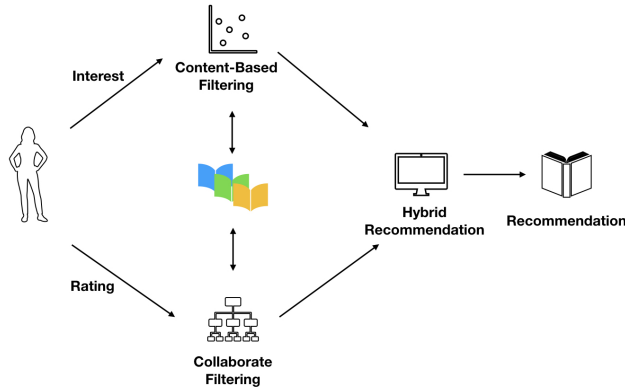 Interest
Content-Based
Filtering
Hybrid
Recommendation
Recommendation
Rating
Collaborate
Filtering